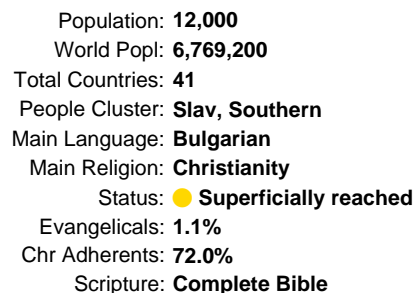 Population: 12,000
World Popl: 6,769,200
Total Countries: 41
People Cluster: Slav, Southern
Main Language: Bulgarian
Main Religion: Christianity
Status: Superficially reached
Evangelicals: 1.1%
Chr Adherents: 72.0%
Scripture: Complete Bible